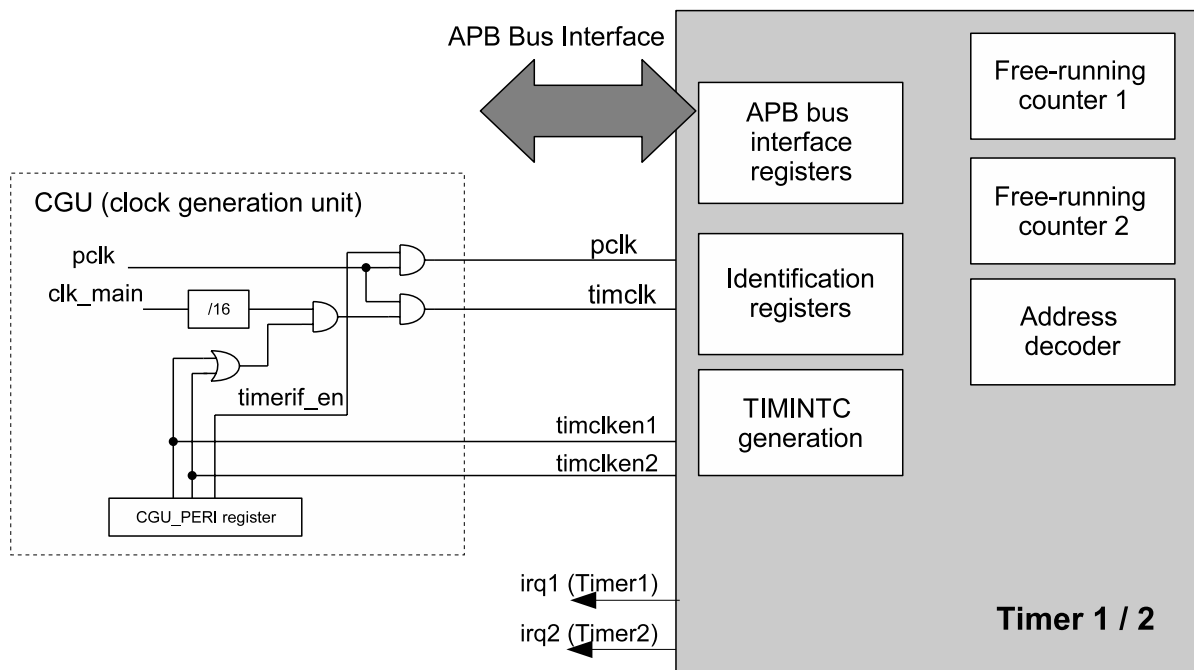 APB Bus Interface
Free-running
counter 1
APB bus
interface
registers
Free-running
counter 2
CGU (clock generation unit)
pclk
pclk
clk_main
/16
timclk
Identification
registers
Address
decoder
timerif_en
timclken1
timclken2
TIMINTC
generation
CGU_PERI register
irq1 (Timer1)
irq2 (Timer2)
Timer 1 / 2